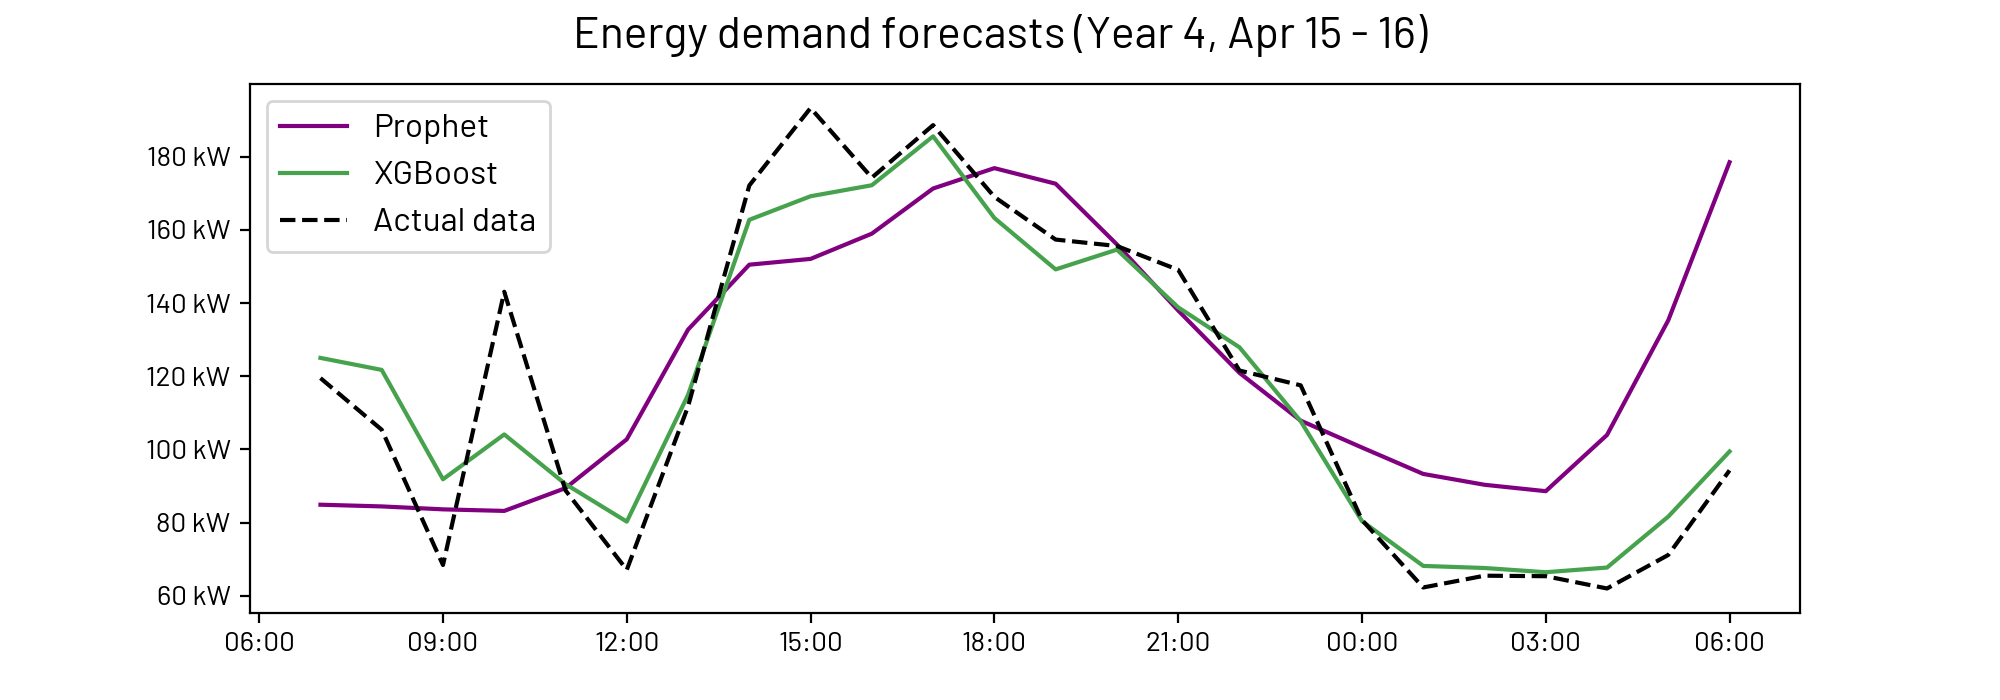 Energy demand forecasts (Year 4, Apr 15 - 16)
Prophet
XGBoost
Actual data
180 kW
160 kW
140 kW
120 kW
100 kW
80 kW
60 kW
06:00 09:00 12:00 15:00 18:00 21:00 00:00 03:00 06:00